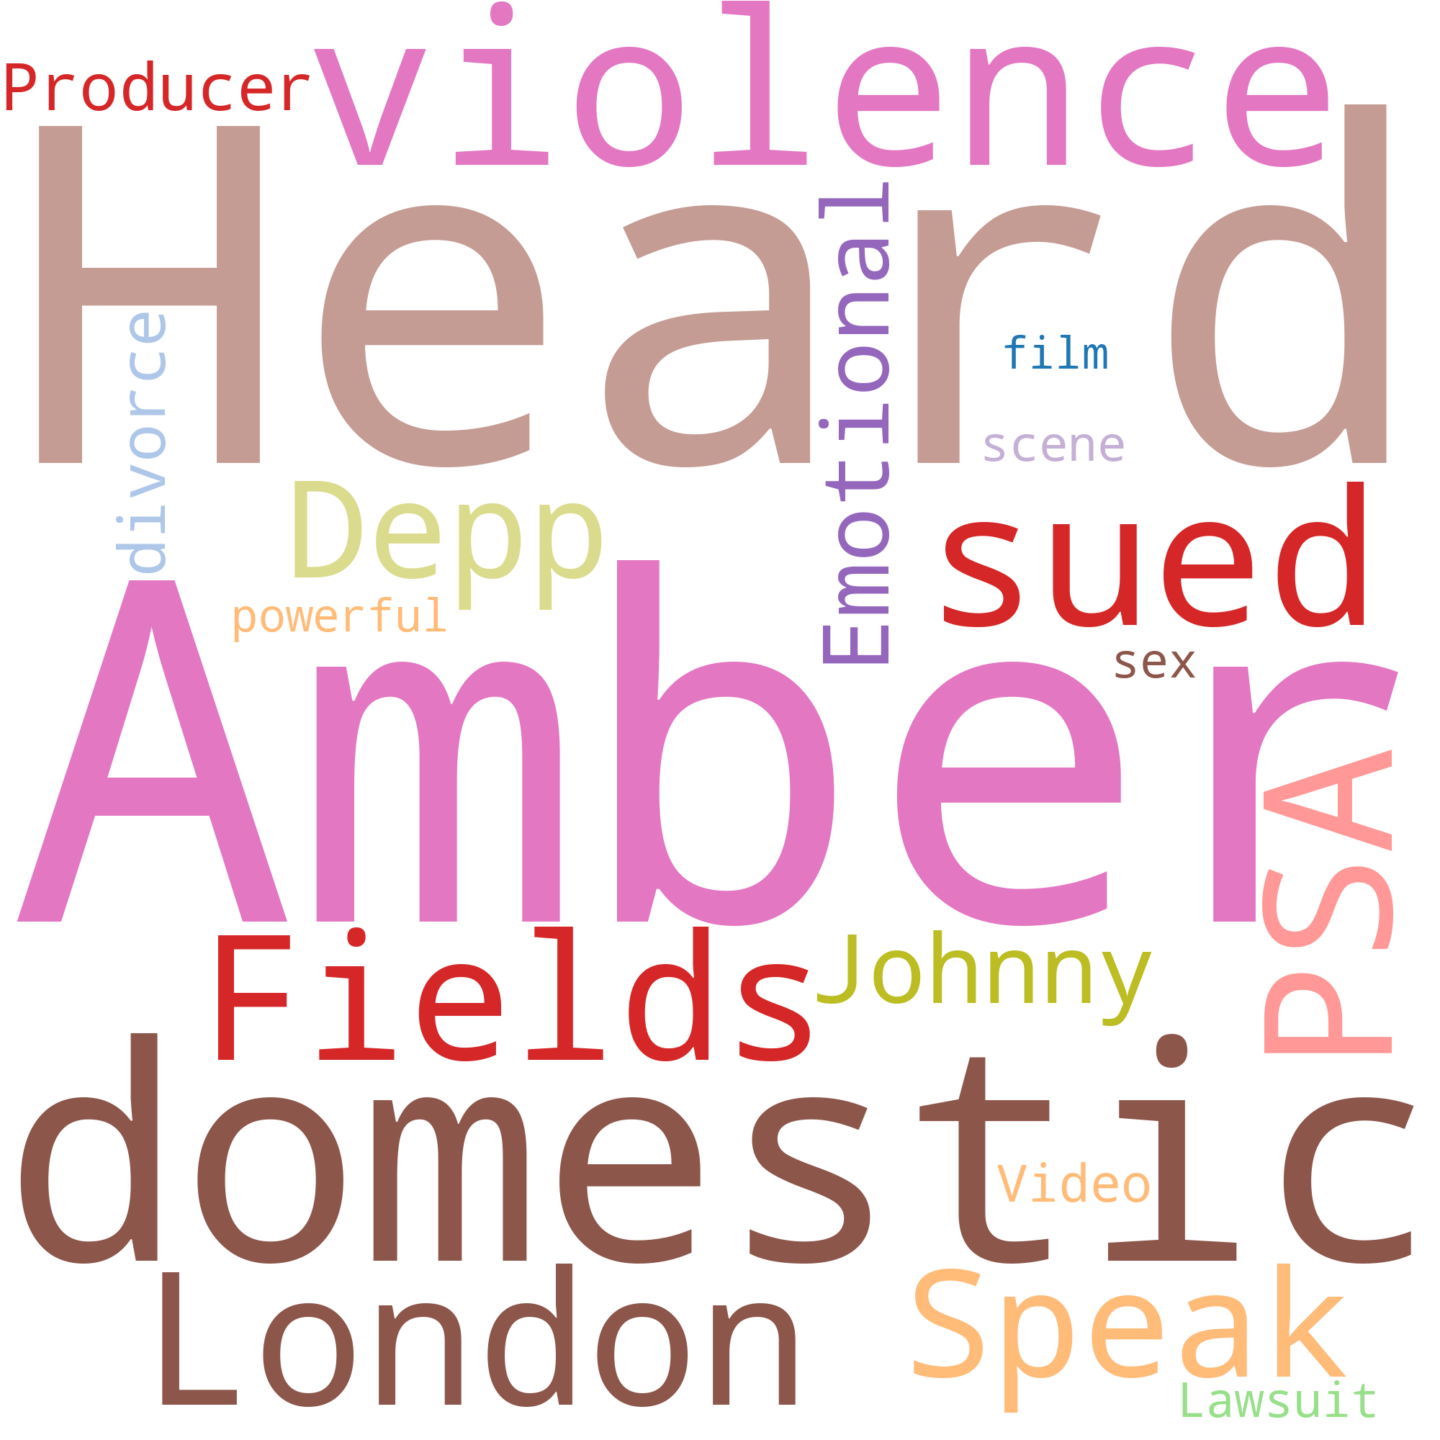 violence
Producer
Heard
Emotional
divorce
film
scene
Depp
sued
powerful
Amber
sex
PSA
Fields
Johnny
domestic
Video
London
Speak
Lawsuit